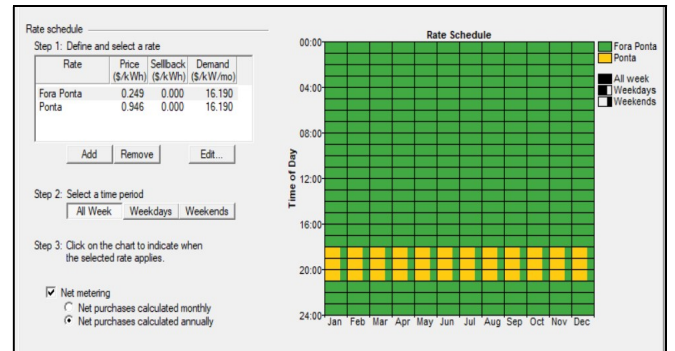 Rate schedule
Step 1: Define and select a rate
Rate Price Sellback Demand
($/kWh) ($/kWh) ($/kW/mo)
Fora Ponta 0.249 0.000 16.190
Ponta 0.946 0.000 16.190
Add Remove Edit...
Step 2: Select a time period
All Week Weekdays Weekends
Step 3: Click on the chart to indicate when
the selected rate applies.
Net metering
Net purchases calculated monthly
Net purchases calculated annually
Rate Schedule
Time of Day
00:00
04:00
08:00
12:00
16:00
20:00
24:00
Jan Feb Mar Apr May Jun Jul Aug Sep Oct Nov Dec
Fora Ponta
Ponta
All week
Weekdays
Weekends